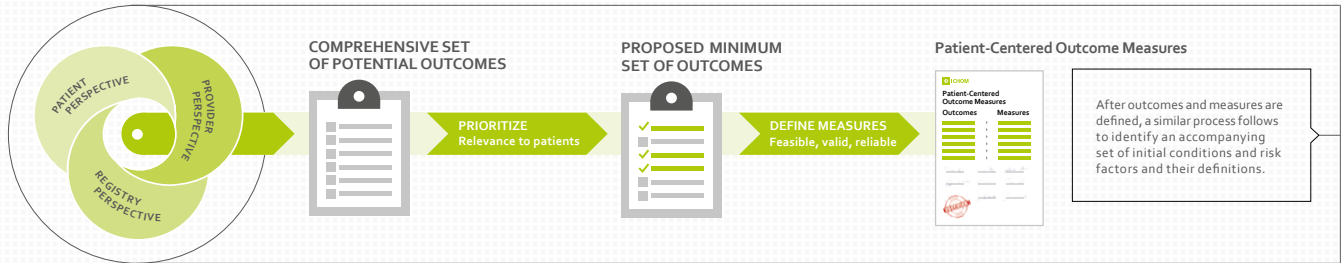 PATIENT
PERSPECTIVE
PROVIDER
PERSPECTIVE
REGISTRY
PERSPECTIVE
COMPREHENSIVE SET
OF POTENTIAL OUTCOMES
PRIORITIZE
Relevance to patients
PROPOSED MINIMUM
SET OF OUTCOMES
DEFINE MEASURES
Feasible, valid, reliable
Patient-Centered Outcome Measures
ICHOM
Patient-Centered
Outcome Measures
Outcomes Measures
After outcomes and measures are
defined, a similar process follows
to identify an accompanying
set of initial conditions and risk
factors and their definitions.